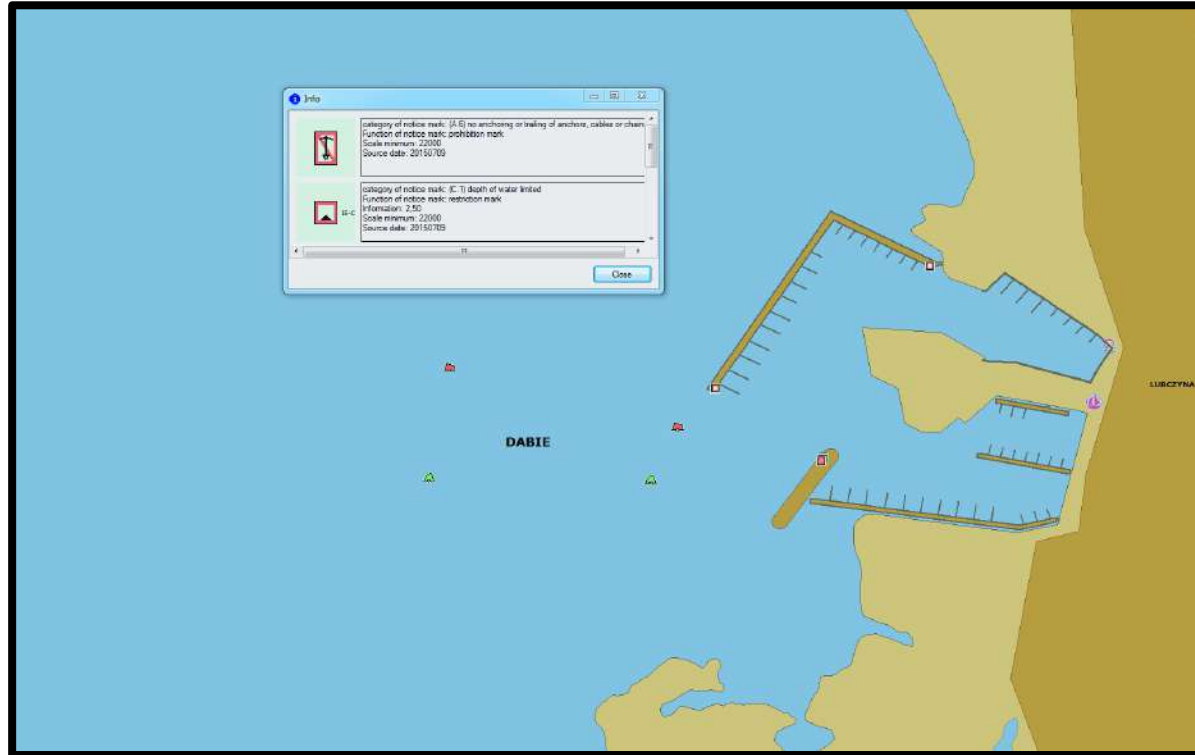 Info
category of notice mark: (A.6) no anchoring or trailing of anchors, cables or chain
Function of notice mark: prohibition mark
Scale minimum: 22000
Source date: 20150709
category of notice mark: (C.1) depth of water limited
Function of notice mark: restriction mark
Information: 2,50
Scale minimum: 22000
Source date: 20150709
Close
DABIE
LUBCZYNA